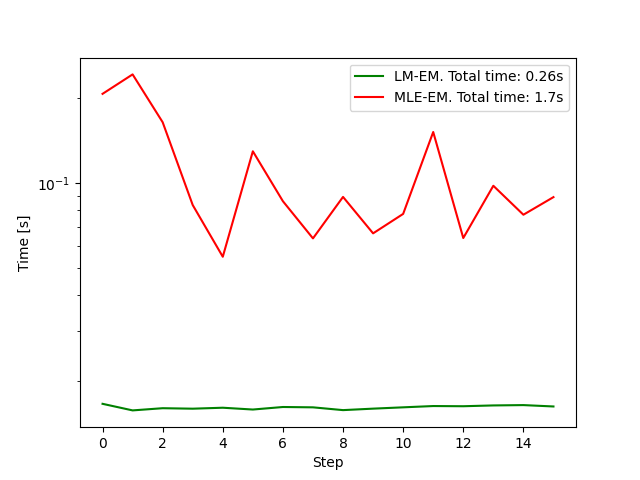 LM-EM. Total time: 0.26s
MLE-EM. Total time: 1.7s
10⁻¹
Time [s]
0 2 4 6 8 10 12 14
Step